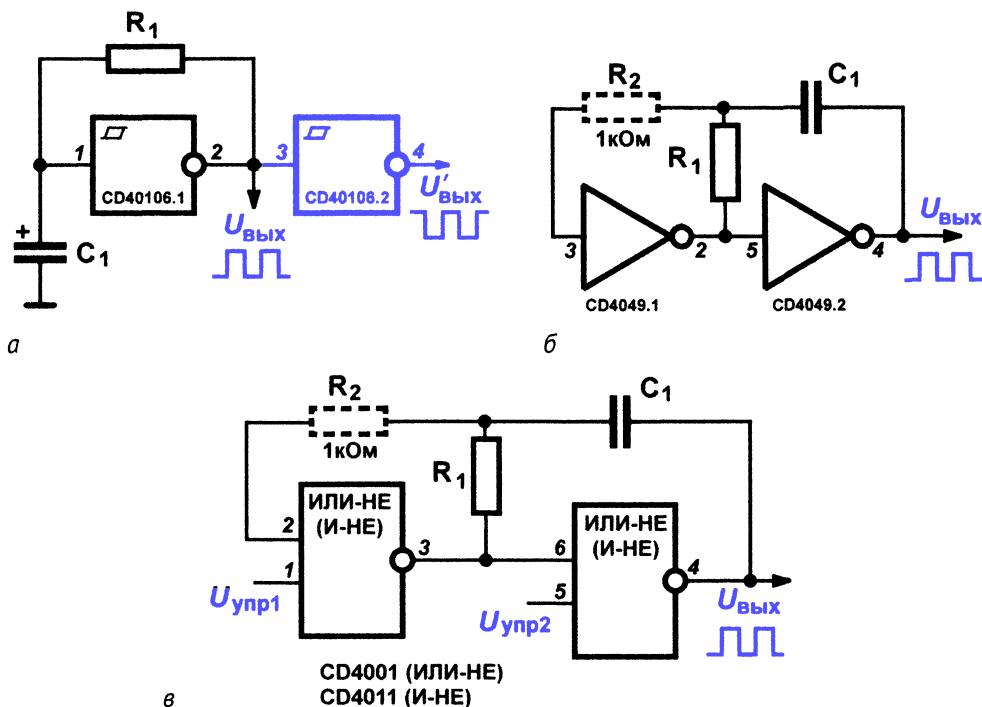 R1
1
2
3
4
CD40106.1
CD40106.2
+
C1
Uвых
U′вых
а
R2
1кОм
C1
R1
3
2
5
4
Uвых
CD4049.1
CD4049.2
б
R2
1кОм
C1
R1
ИЛИ-НЕ
(И-НЕ)
2
1
3
Uупр1
ИЛИ-НЕ
(И-НЕ)
6
5
4
Uупр2
Uвых
CD4001 (ИЛИ-НЕ)
CD4011 (И-НЕ)
в